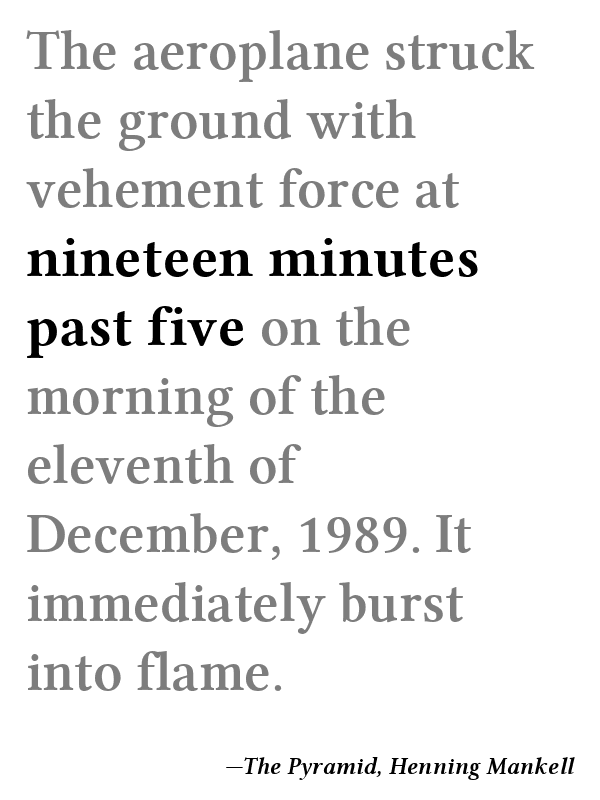 The aeroplane struck
the ground with
vehement force at
nineteen minutes
past five on the
morning of the
eleventh of
December, 1989. It
immediately burst
into flame.
—The Pyramid, Henning Mankell